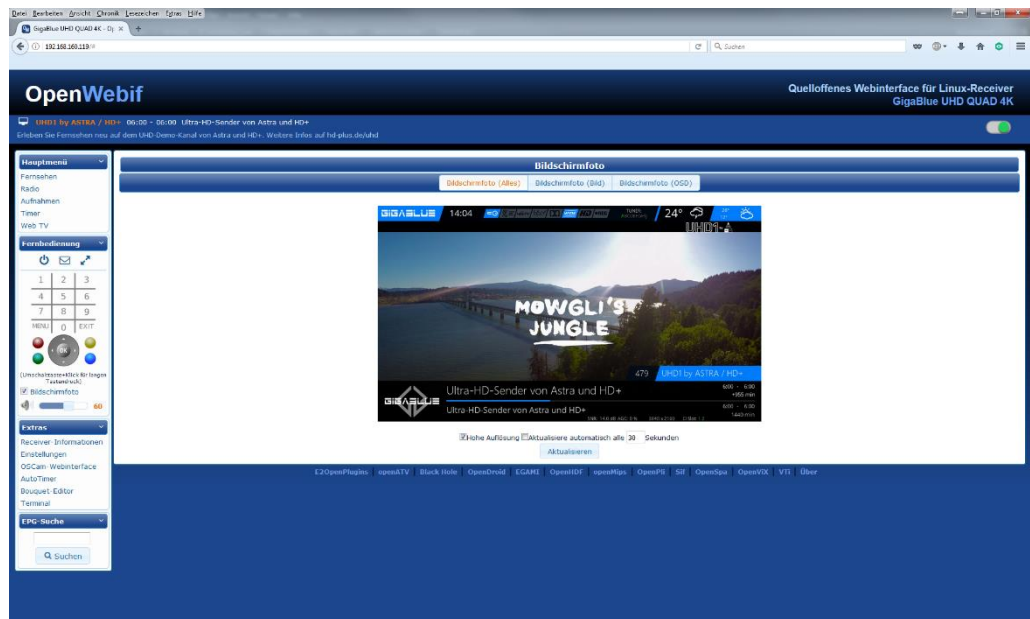 Datei Bearbeiten Ansicht Chronik Lesezeichen Extras Hilfe
GigaBlue UHD QUAD 4K - Op
192.168.160.119/#
Suchen
OpenWebif
Quelloffenes Webinterface für Linux-Receiver
GigaBlue UHD QUAD 4K
UHD1 by ASTRA / HD+ 06:00 - 06:00 Ultra-HD-Sender von Astra und HD+
Erleben Sie Fernsehen neu auf dem UHD-Demo-Kanal von Astra und HD+. Weitere Infos auf hd-plus.de/uhd
Hauptmenü
Fernsehen
Radio
Aufnahmen
Timer
Web TV
Fernbedienung
1 2 3
4 5 6
7 8 9
MENU 0 EXIT
OK
(Umschalttaste+Klick für langen
Tastendruck)
Bildschirmfoto
60
Extras
Receiver-Informationen
Einstellungen
OSCam-Webinterface
AutoTimer
Bouquet-Editor
Terminal
EPG-Suche
Suchen
Bildschirmfoto
Bildschirmfoto (Alles) Bildschirmfoto (Bild) Bildschirmfoto (OSD)
GIGABLUE 14:04 24°
MOWGLI'S
JUNGLE
479 UHD1 by ASTRA / HD+
Ultra-HD-Sender von Astra und HD+ 6:00 - 6:00
+955 min
GIGABLUE
Ultra-HD-Sender von Astra und HD+ 6:00 - 6:00
1440 min
Hohe Auflösung Aktualisiere automatisch alle 30 Sekunden
Aktualisieren
E2OpenPlugins openATV Black Hole OpenDroid EGAMI OpenHDF openMips OpenPli Sif OpenSpa OpenViX VTi Über